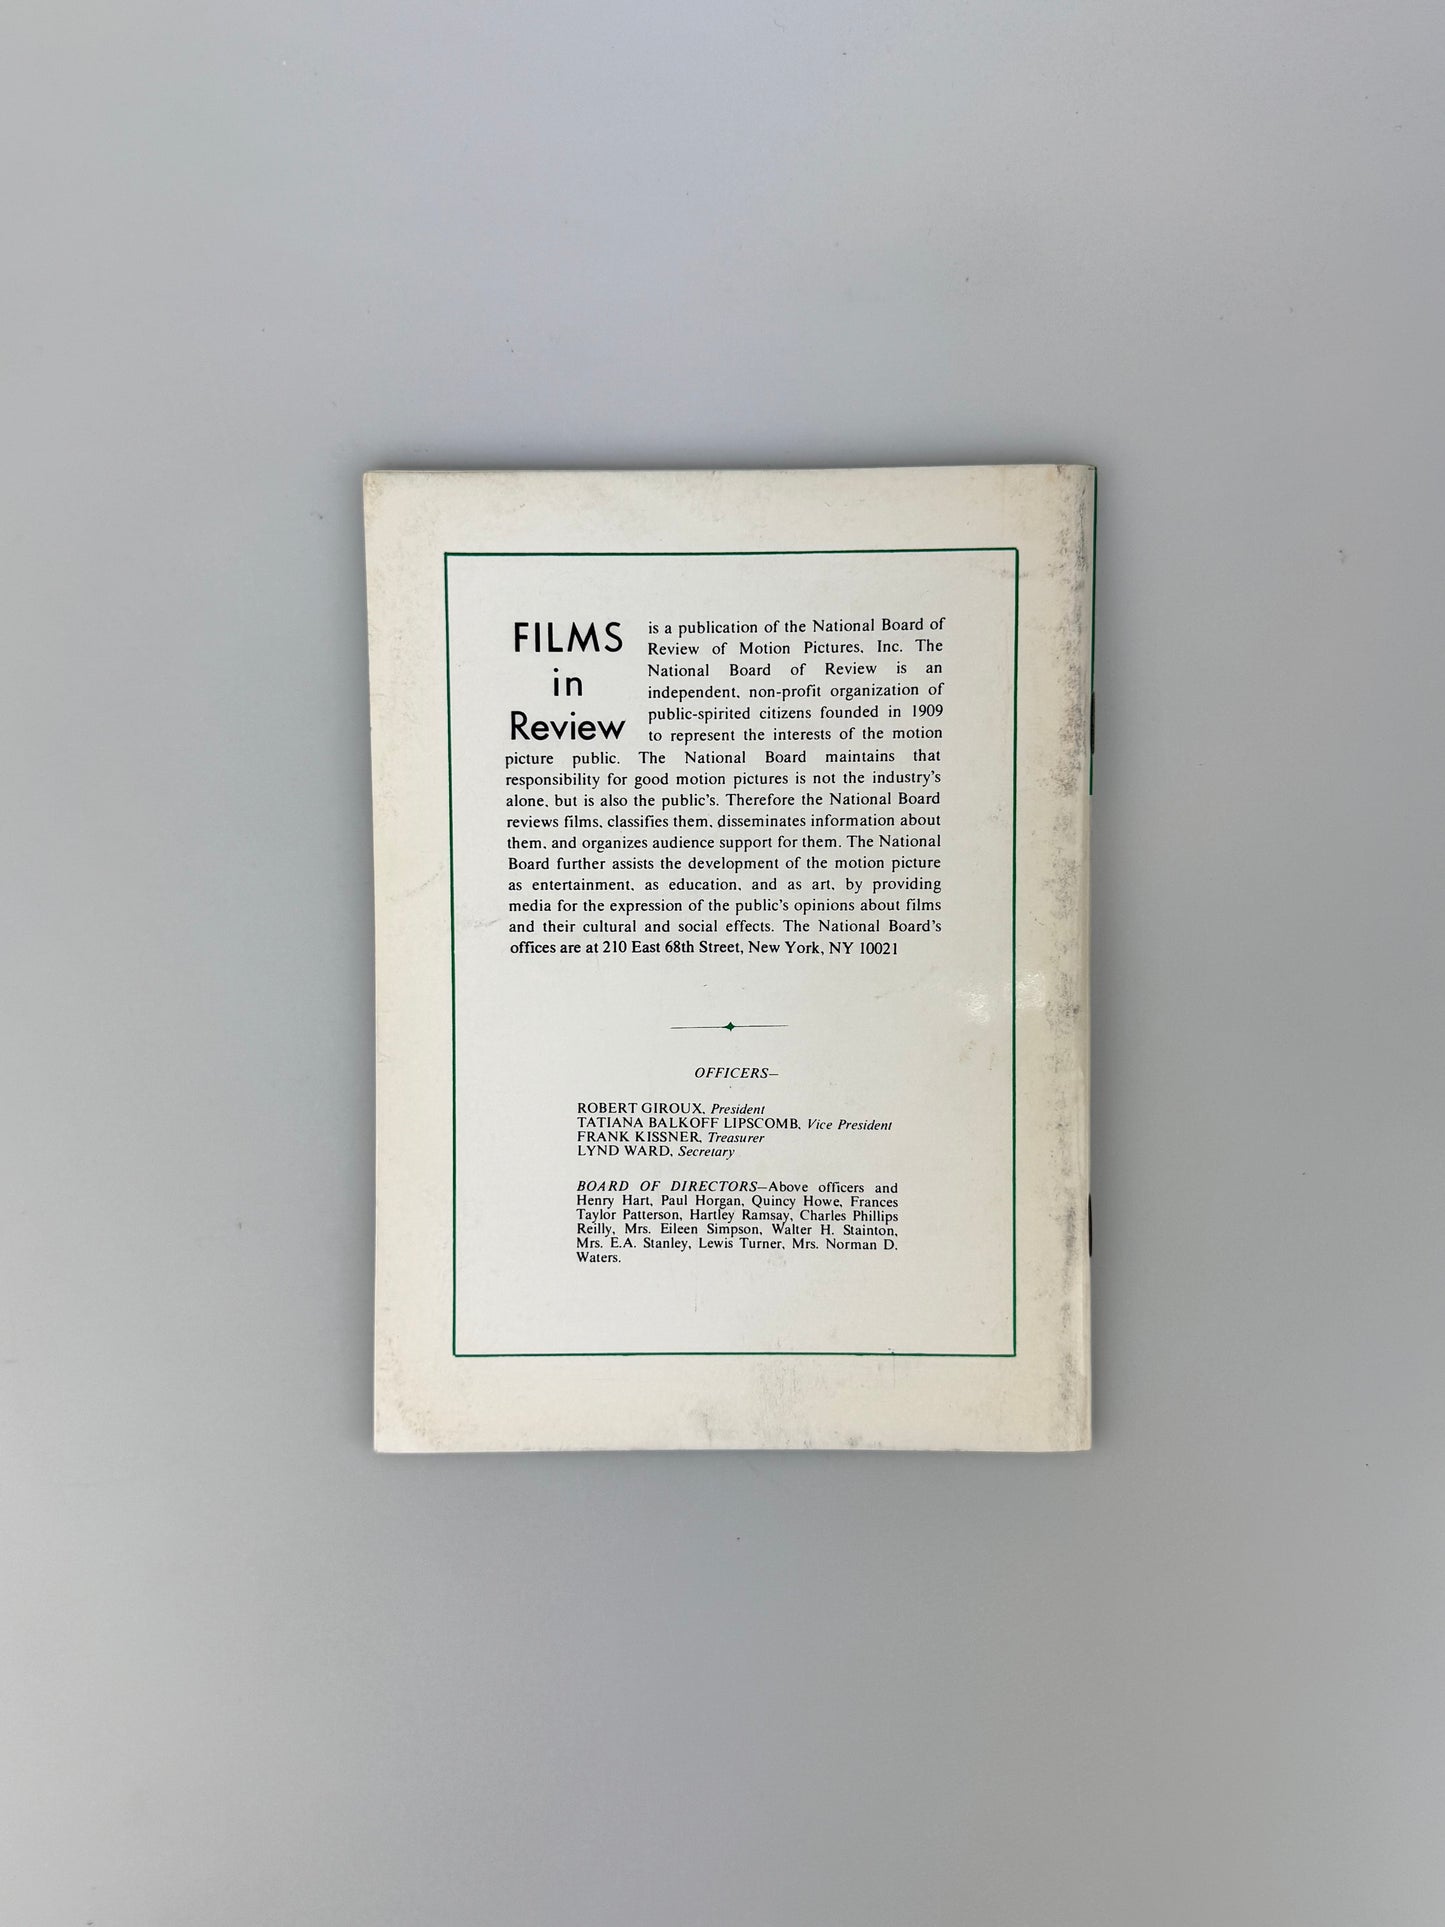 FILMS
in
Review
is a publication of the National Board of
Review of Motion Pictures, Inc. The
National Board of Review is an
independent, non-profit organization of
public-spirited citizens founded in 1909
to represent the interests of the motion
picture public. The National Board maintains that
responsibility for good motion pictures is not the industry's
alone, but is also the public's. Therefore the National Board
reviews films, classifies them, disseminates information about
them, and organizes audience support for them. The National
Board further assists the development of the motion picture
as entertainment, as education, and as art, by providing
media for the expression of the public's opinions about films
and their cultural and social effects. The National Board's
offices are at 210 East 68th Street, New York, NY 10021
OFFICERS—
ROBERT GIROUX, President
TATIANA BALKOFF LIPSCOMB, Vice President
FRANK KISSNER, Treasurer
LYND WARD, Secretary
BOARD OF DIRECTORS—Above officers and
Henry Hart, Paul Horgan, Quincy Howe, Frances
Taylor Patterson, Hartley Ramsay, Charles Phillips
Reilly, Mrs. Eileen Simpson, Walter H. Stainton,
Mrs. E.A. Stanley, Lewis Turner, Mrs. Norman D.
Waters.